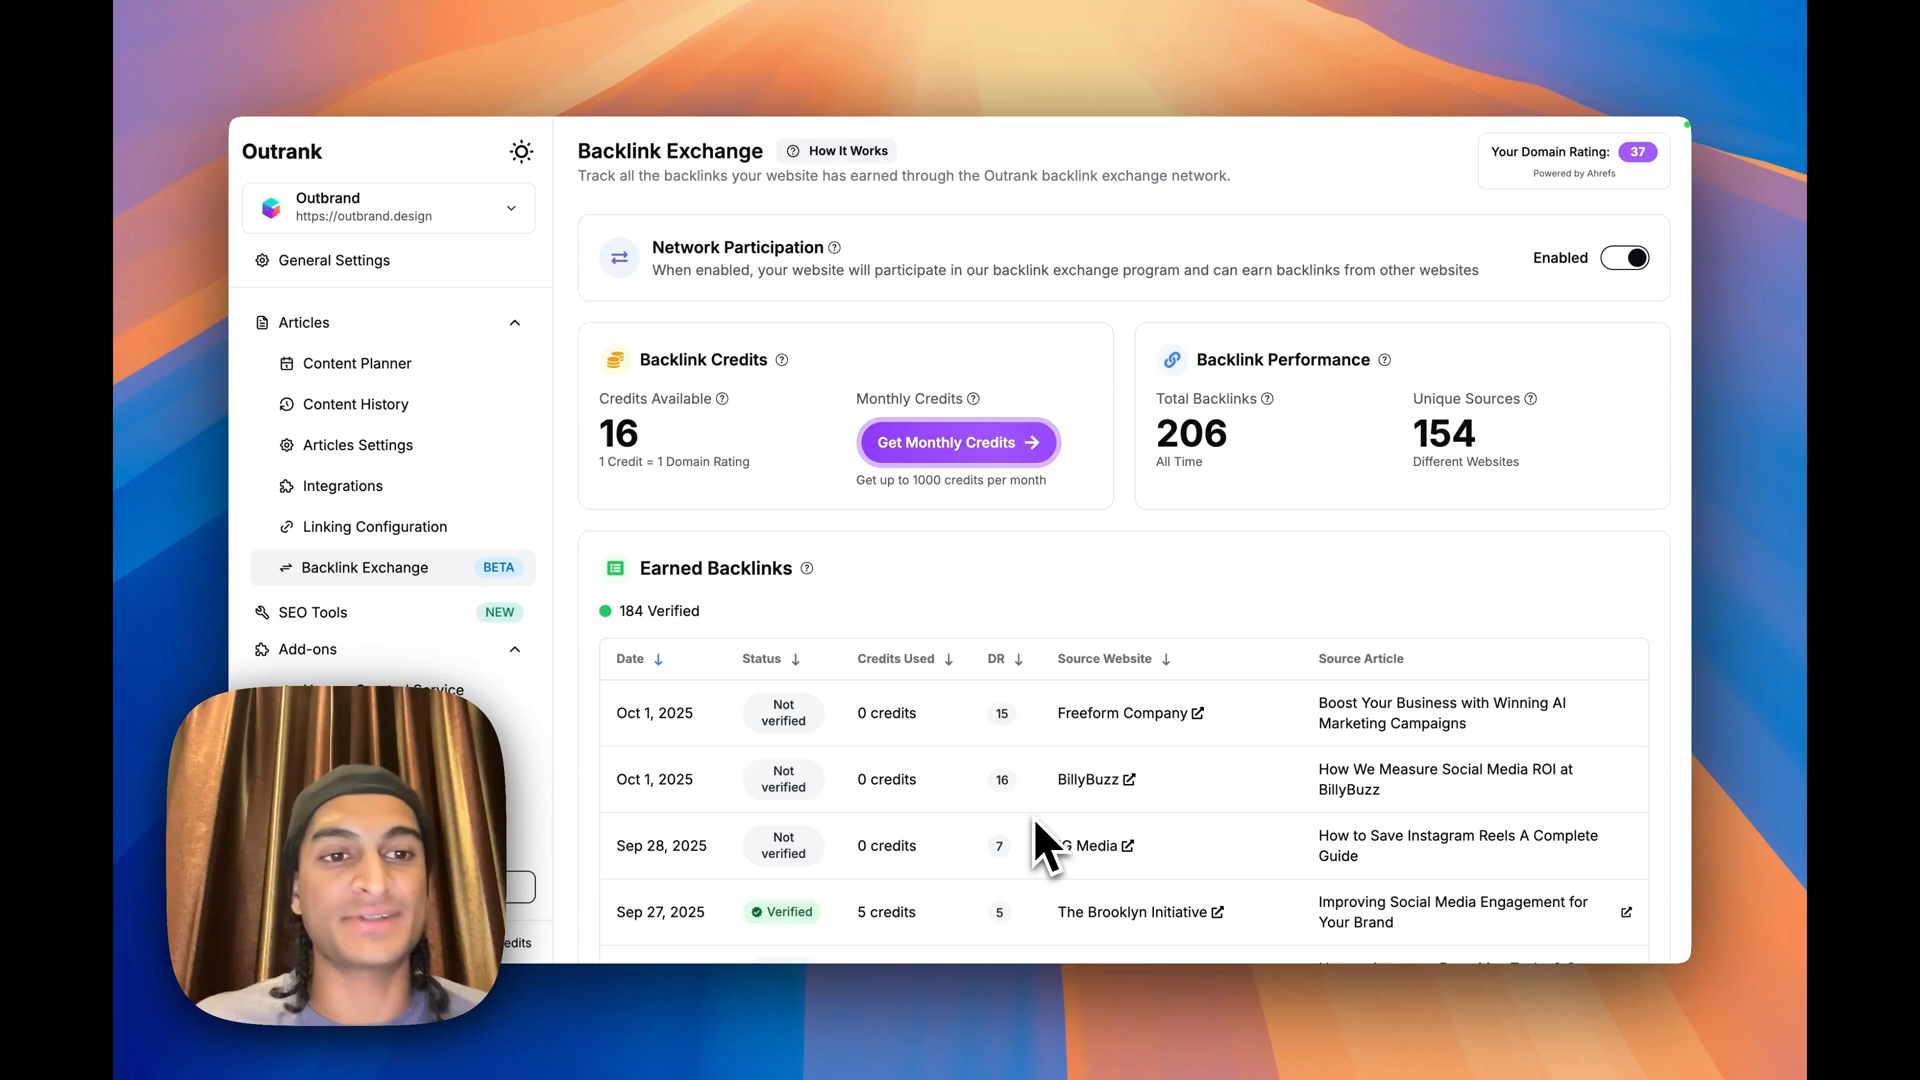 Outrank
Outbrand
https://outbrand.design
General Settings
Articles
Content Planner
Content History
Articles Settings
Integrations
Linking Configuration
Backlink Exchange BETA
SEO Tools NEW
Add-ons
Backlink Exchange
How It Works
Track all the backlinks your website has earned through the Outrank backlink exchange network.
Your Domain Rating: 37
Powered by Ahrefs
Network Participation
When enabled, your website will participate in our backlink exchange program and can earn backlinks from other websites
Enabled
Backlink Credits
Credits Available
16
1 Credit = 1 Domain Rating
Monthly Credits
Get Monthly Credits
Get up to 1000 credits per month
Backlink Performance
Total Backlinks
206
All Time
Unique Sources
154
Different Websites
Earned Backlinks
184 Verified
Date Status Credits Used DR Source Website Source Article
Oct 1, 2025 Not verified 0 credits 15 Freeform Company Boost Your Business with Winning AI Marketing Campaigns
Oct 1, 2025 Not verified 0 credits 16 BillyBuzz How We Measure Social Media ROI at BillyBuzz
Sep 28, 2025 Not verified 0 credits 7 G Media How to Save Instagram Reels A Complete Guide
Sep 27, 2025 Verified 5 credits 5 The Brooklyn Initiative Improving Social Media Engagement for Your Brand